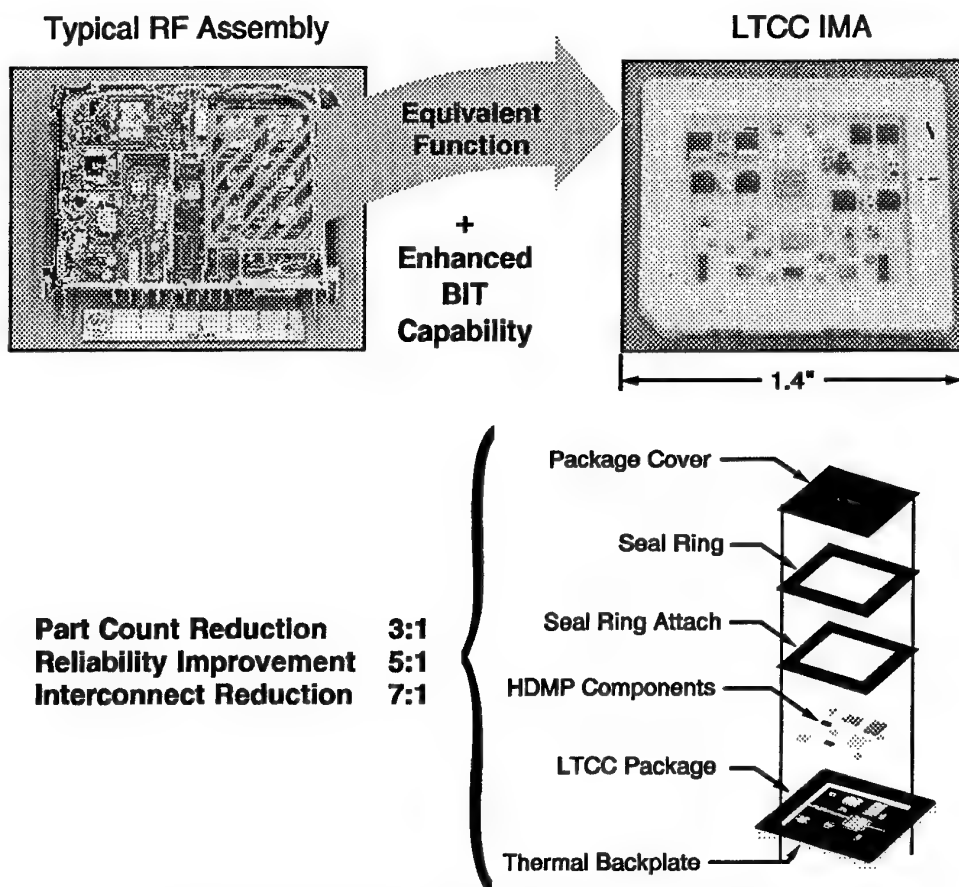 Typical RF Assembly
LTCC IMA
Equivalent
Function
+
Enhanced
BIT
Capability
1.4"
Package Cover
Seal Ring
Seal Ring Attach
HDMP Components
LTCC Package
Thermal Backplate
Part Count Reduction 3:1
Reliability Improvement 5:1
Interconnect Reduction 7:1